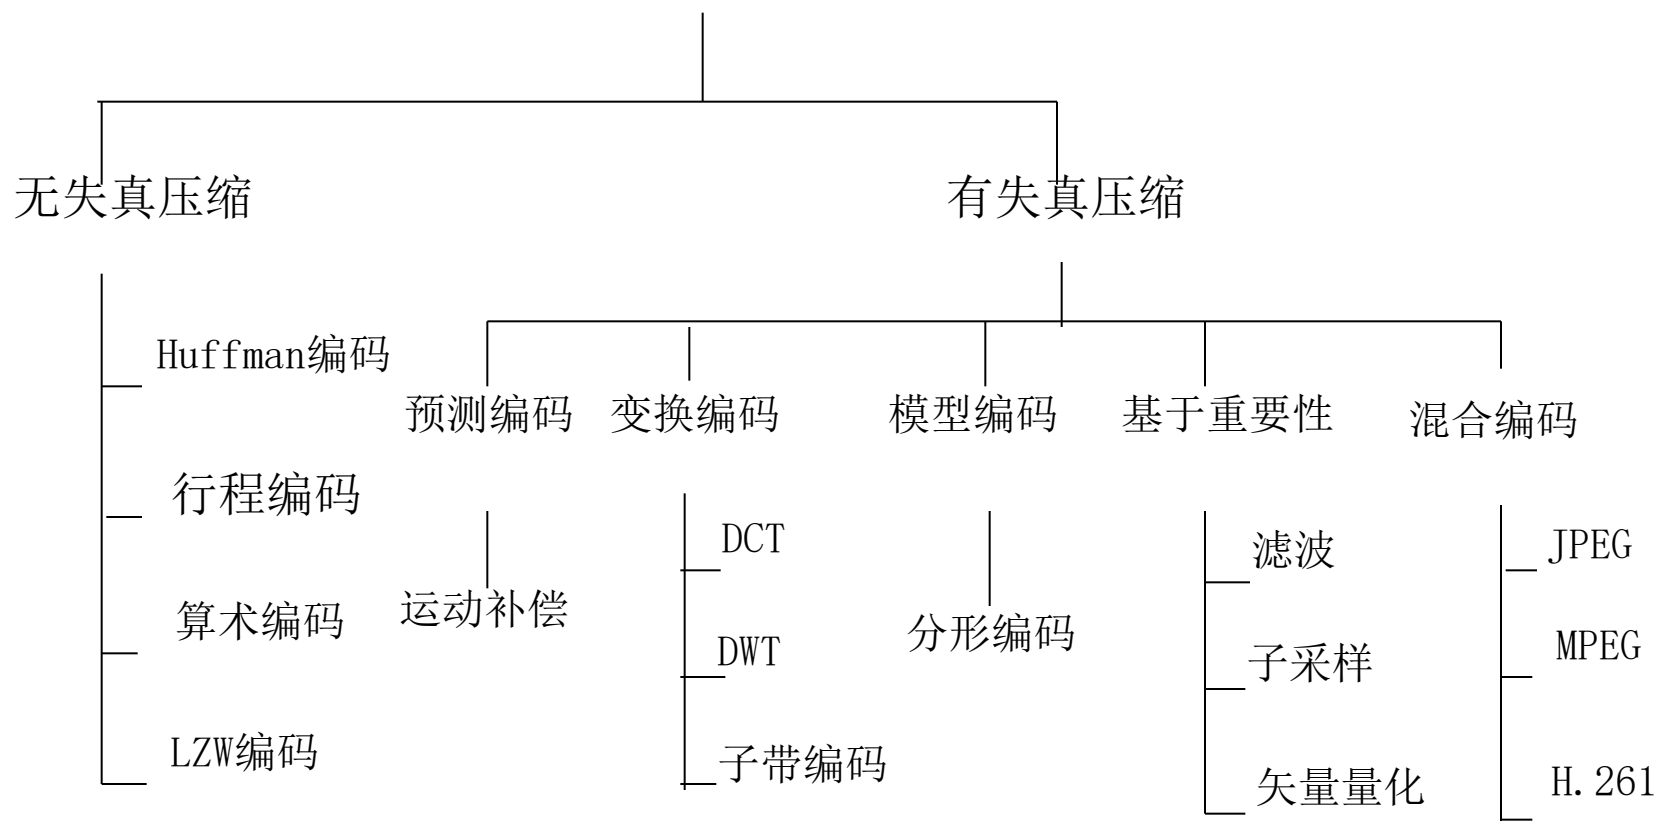 无失真压缩
有失真压缩
Huffman编码
行程编码
算术编码
LZW编码
预测编码
运动补偿
变换编码
DCT
DWT
子带编码
模型编码
分形编码
基于重要性
滤波
子采样
矢量量化
混合编码
JPEG
MPEG
H.261